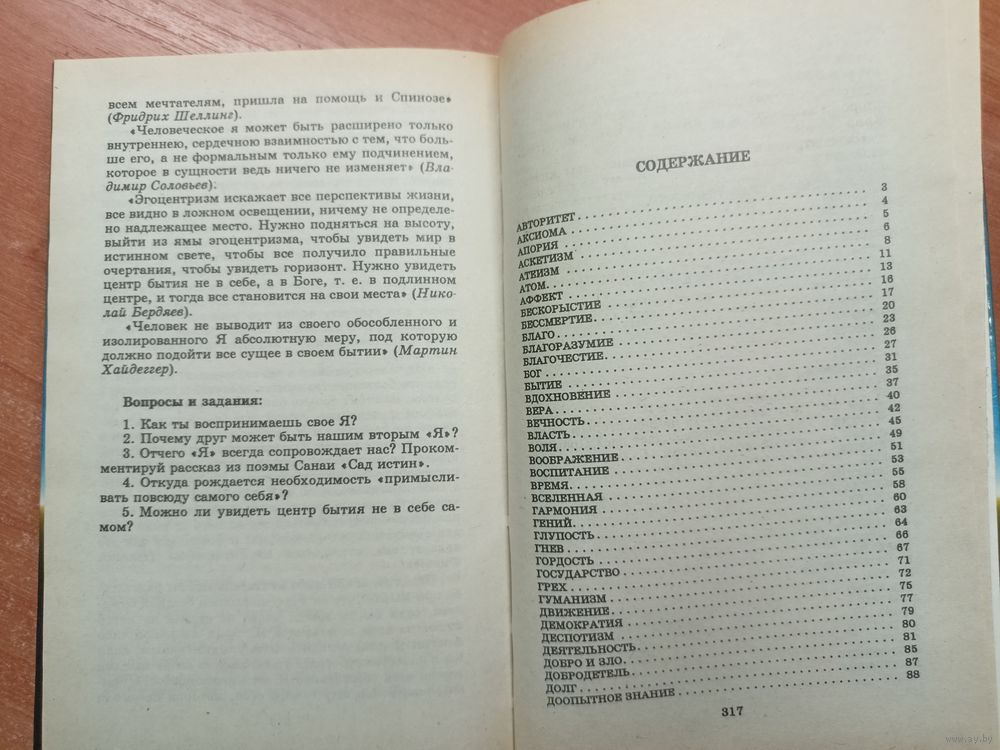 всем мечтателям, пришла на помощь и Спинозе»
(Фридрих Шеллинг).
«Человеческое я может быть расширено только
внутреннею, сердечною взаимностью с тем, что боль-
ше его, а не формальным только ему подчинением,
которое в сущности ведь ничего не изменяет» (Вла-
димир Соловьев).
«Эгоцентризм искажает все перспективы жизни,
все видно в ложном освещении, ничему не определе-
но надлежащее место. Нужно подняться на высоту,
выйти из ямы эгоцентризма, чтобы увидеть мир в
истинном свете, чтобы все получило правильные
очертания, чтобы увидеть горизонт. Нужно увидеть
центр бытия не в себе, а в Боге, т. е. в подлинном
центре, и тогда все становится на свои места» (Нико-
лай Бердяев).
«Человек не выводит из своего обособленного и
изолированного Я абсолютную меру, под которую
должно подойти все сущее в своем бытии» (Мартин
Хайдеггер).
Вопросы и задания:
1. Как ты воспринимаешь свое Я?
2. Почему друг может быть нашим вторым «Я»?
3. Отчего «Я» всегда сопровождает нас? Проком-
ментируй рассказ из поэмы Санаи «Сад истин».
4. Откуда рождается необходимость «примысли-
вать повсюду самого себя»?
5. Можно ли увидеть центр бытия не в себе са-
мом?
СОДЕРЖАНИЕ
АВТОРИТЕТ 3
АКСИОМА 4
АПОРИЯ 5
АСКЕТИЗМ 6
АТЕИЗМ 8
АТОМ 11
АФФЕКТ 13
БЕСКОРЫСТИЕ 16
БЕССМЕРТИЕ 17
БЛАГО 20
БЛАГОРАЗУМИЕ 23
БЛАГОЧЕСТИЕ 26
БОГ 27
БЫТИЕ 31
ВДОХНОВЕНИЕ 35
ВЕРА 37
ВЕЧНОСТЬ 40
ВЛАСТЬ 42
ВОЛЯ 45
ВООБРАЖЕНИЕ 49
ВОСПИТАНИЕ 51
ВРЕМЯ 53
ВСЕЛЕННАЯ 55
ГАРМОНИЯ 58
ГЕНИЙ 60
ГЛУПОСТЬ 63
ГНЕВ 64
ГОРДОСТЬ 66
ГОСУДАРСТВО 67
ГРЕХ 71
ГУМАНИЗМ 72
ДВИЖЕНИЕ 75
ДЕМОКРАТИЯ 77
ДЕСПОТИЗМ 79
ДЕЯТЕЛЬНОСТЬ 80
ДОБРО И ЗЛО 81
ДОБРОДЕТЕЛЬ 85
ДОЛГ 87
ДООПЫТНОЕ ЗНАНИЕ 88
317
www.ay.by